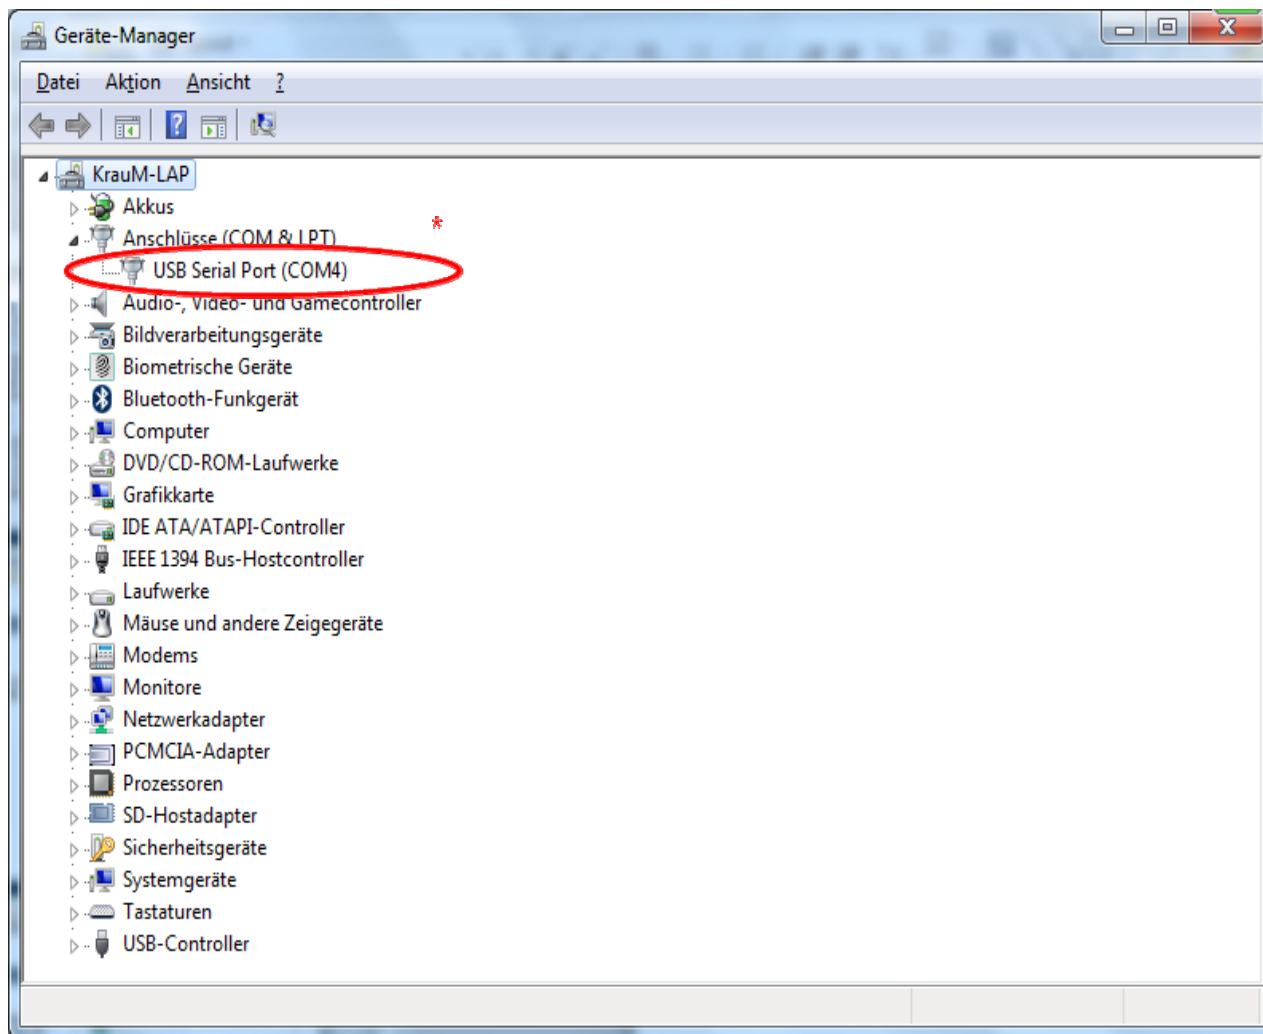 Geräte-Manager
Datei Aktion Ansicht ?
KrauM-LAP
Akkus
*
Anschlüsse (COM & LPT)
USB Serial Port (COM4)
Audio-, Video- und Gamecontroller
Bildverarbeitungsgeräte
Biometrische Geräte
Bluetooth-Funkgerät
Computer
DVD/CD-ROM-Laufwerke
Grafikkarte
IDE ATA/ATAPI-Controller
IEEE 1394 Bus-Hostcontroller
Laufwerke
Mäuse und andere Zeigegeräte
Modems
Monitore
Netzwerkadapter
PCMCIA-Adapter
Prozessoren
SD-Hostadapter
Sicherheitsgeräte
Systemgeräte
Tastaturen
USB-Controller